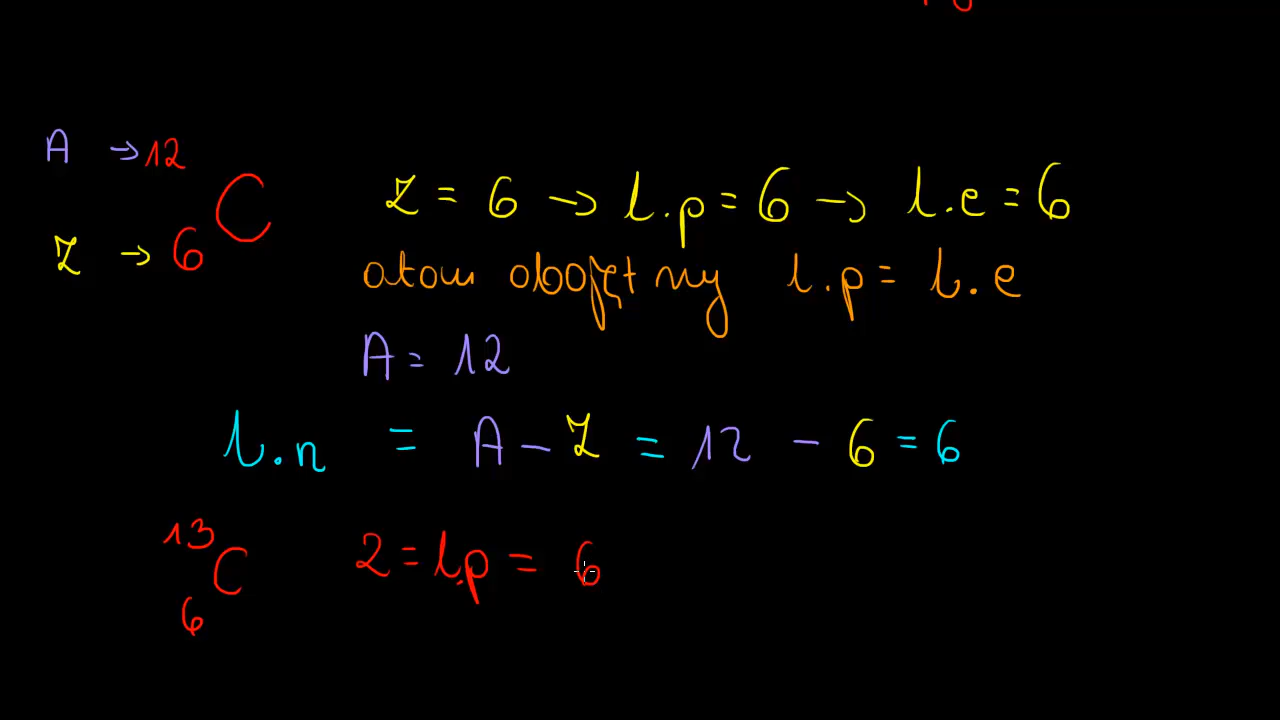 A → 12
C
Z → 6
Z = 6 → l.p = 6 → l.e = 6
atom obojętny l.p = l.e
A = 12
l.n = A - Z = 12 - 6 = 6
13
C
6
Z = l.p = 6